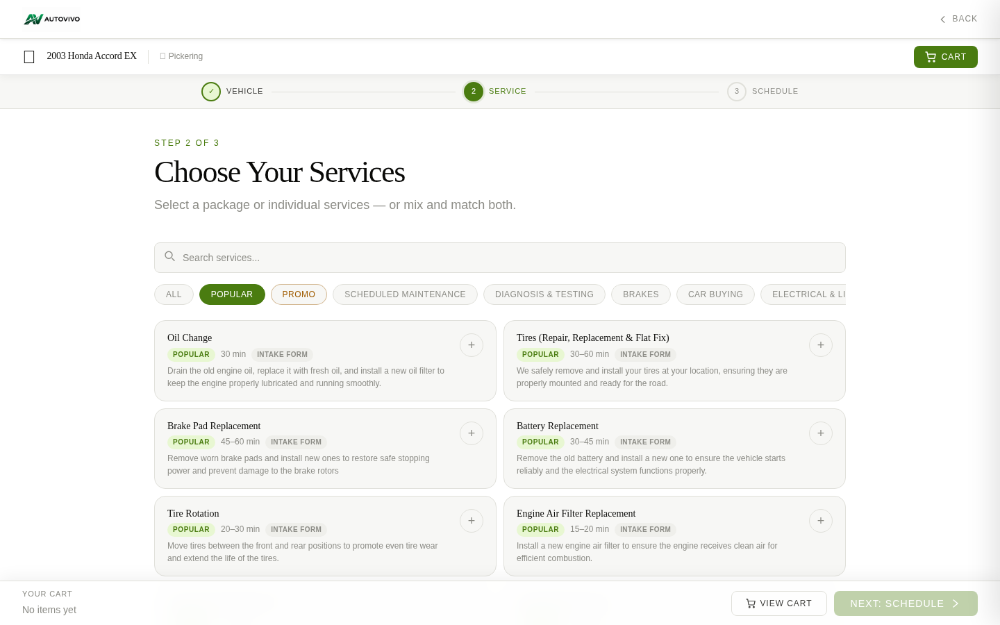 AUTOVIVO
BACK
2003 Honda Accord EX
Pickering
CART
✓ VEHICLE
2 SERVICE
3 SCHEDULE
STEP 2 OF 3
Choose Your Services
Select a package or individual services — or mix and match both.
Search services...
ALL POPULAR PROMO SCHEDULED MAINTENANCE DIAGNOSIS & TESTING BRAKES CAR BUYING ELECTRICAL & LI
Oil Change
POPULAR 30 min INTAKE FORM
Drain the old engine oil, replace it with fresh oil, and install a new oil filter to
keep the engine properly lubricated and running smoothly.
+
Tires (Repair, Replacement & Flat Fix)
POPULAR 30–60 min INTAKE FORM
We safely remove and install your tires at your location, ensuring they are
properly mounted and ready for the road.
+
Brake Pad Replacement
POPULAR 45–60 min INTAKE FORM
Remove worn brake pads and install new ones to restore safe stopping
power and prevent damage to the brake rotors
+
Battery Replacement
POPULAR 30–45 min INTAKE FORM
Remove the old battery and install a new one to ensure the vehicle starts
reliably and the electrical system functions properly.
+
Tire Rotation
POPULAR 20–30 min INTAKE FORM
Move tires between the front and rear positions to promote even tire wear
and extend the life of the tires.
+
Engine Air Filter Replacement
POPULAR 15–20 min INTAKE FORM
Install a new engine air filter to ensure the engine receives clean air for
efficient combustion.
+
YOUR CART
No items yet
VIEW CART
NEXT: SCHEDULE